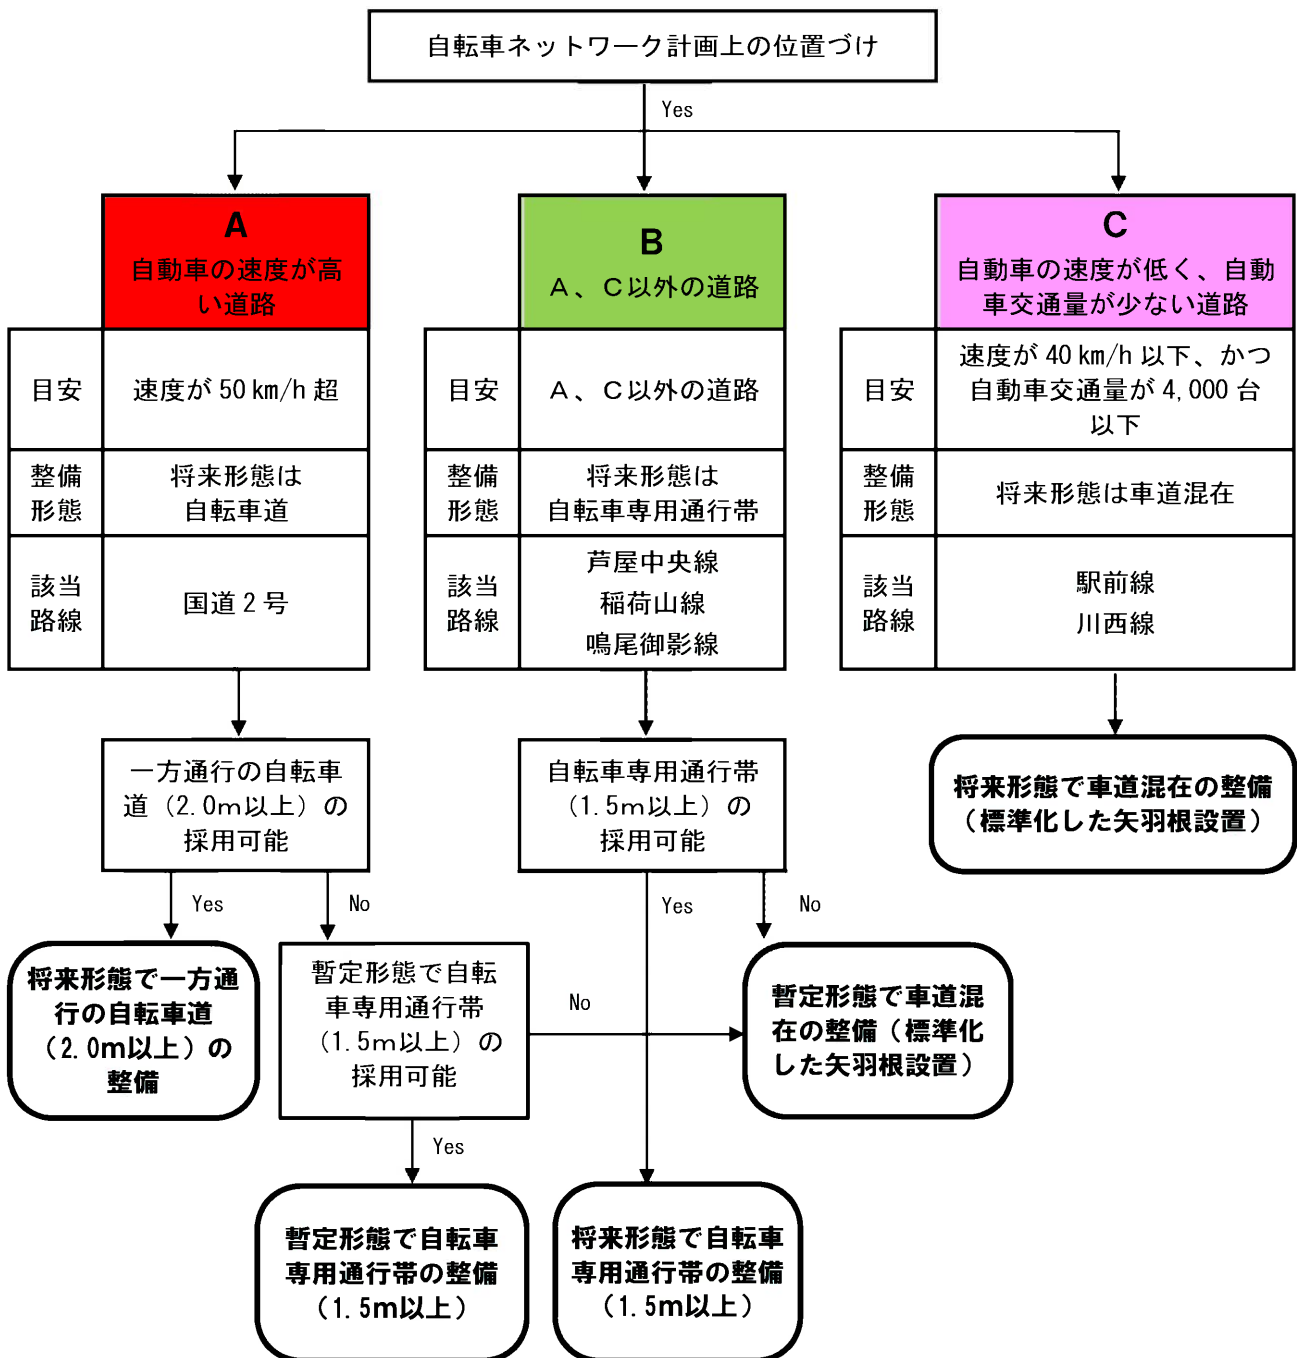 自転車ネットワーク計画上の位置づけ
Yes
A
自動車の速度が高
い道路
目安
速度が 50 km/h 超
整備
形態
将来形態は
自転車道
該当
路線
国道２号
B
Ａ、Ｃ以外の道路
目安
Ａ、Ｃ以外の道路
整備
形態
将来形態は
自転車専用通行帯
該当
路線
芦屋中央線
稲荷山線
鳴尾御影線
C
自動車の速度が低く、自動
車交通量が少ない道路
目安
速度が 40 km/h 以下、かつ
自動車交通量が 4,000 台
以下
整備
形態
将来形態は車道混在
該当
路線
駅前線
川西線
一方通行の自転車
道（2.0ｍ以上）の
採用可能
自転車専用通行帯
（1.5ｍ以上）の
採用可能
将来形態で車道混在の整備
（標準化した矢羽根設置）
Yes
No
Yes
No
将来形態で一方通
行の自転車道
（2.0ｍ以上）の
整備
暫定形態で自転
車専用通行帯
（1.5ｍ以上）の
採用可能
No
暫定形態で車道混
在の整備（標準化
した矢羽根設置）
Yes
暫定形態で自転車
専用通行帯の整備
（1.5ｍ以上）
将来形態で自転車
専用通行帯の整備
（1.5ｍ以上）